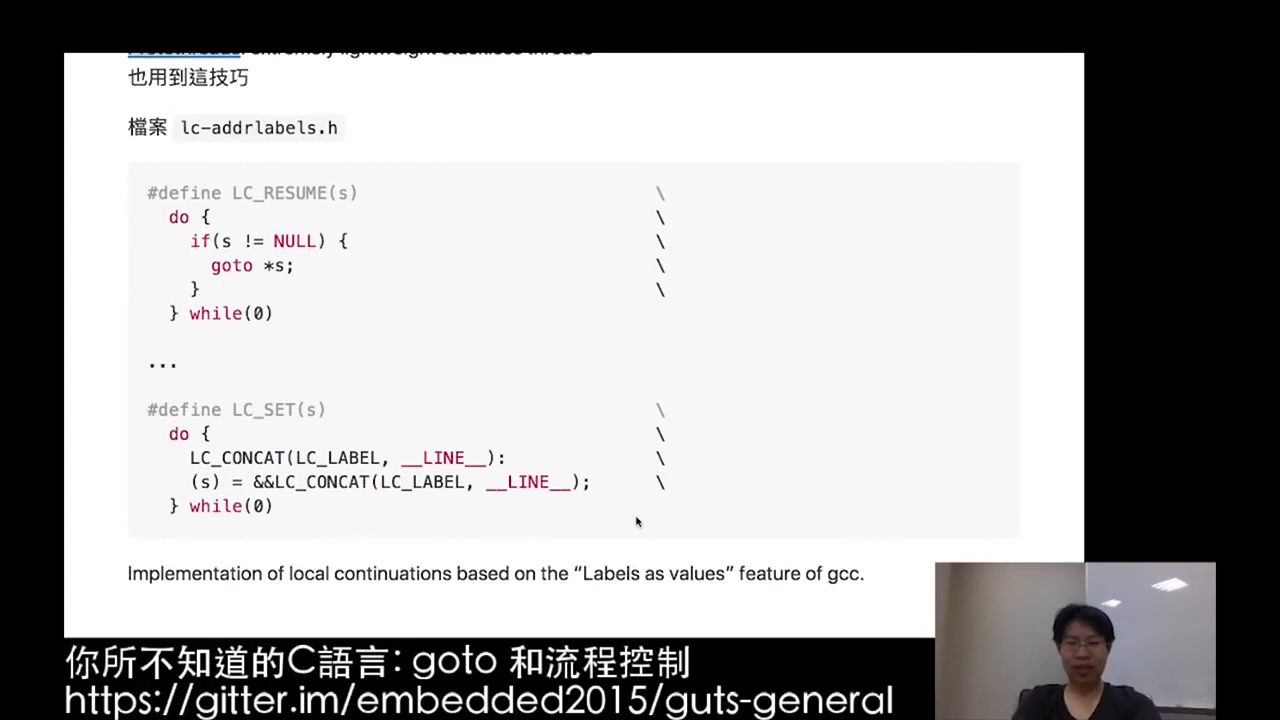 也用到這技巧
檔案 lc-addrlabels.h
#define LC_RESUME(s) \
do { \
if(s != NULL) { \
goto *s; \
} \
} while(0)
...
#define LC_SET(s) \
do { \
LC_CONCAT(LC_LABEL, __LINE__): \
(s) = &&LC_CONCAT(LC_LABEL, __LINE__); \
} while(0)
Implementation of local continuations based on the “Labels as values” feature of gcc.
你所不知道的C語言: goto 和流程控制
https://gitter.im/embedded2015/guts-general